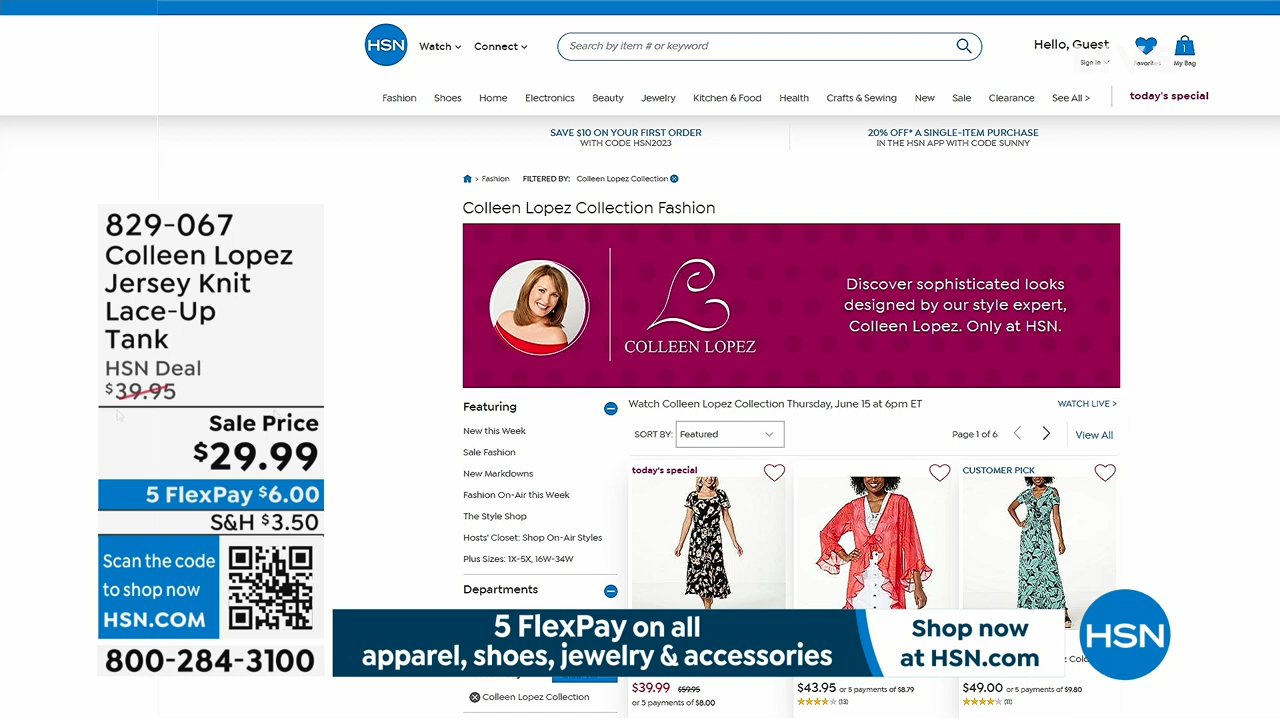 HSN
Watch
Connect
Search by item # or keyword
Hello, Guest
Sign in
Favorites
1
My Bag
Fashion Shoes Home Electronics Beauty Jewelry Kitchen & Food Health Crafts & Sewing New Sale Clearance See All > today's special
SAVE $10 ON YOUR FIRST ORDER
WITH CODE HSN2023
20% OFF* A SINGLE-ITEM PURCHASE
IN THE HSN APP WITH CODE SUNNY
> Fashion FILTERED BY: Colleen Lopez Collection
Colleen Lopez Collection Fashion
COLLEEN LOPEZ
Discover sophisticated looks
designed by our style expert,
Colleen Lopez. Only at HSN.
829-067
Colleen Lopez
Jersey Knit
Lace-Up
Tank
HSN Deal
$39.95
Sale Price
$29.99
5 FlexPay $6.00
S&H $3.50
Scan the code
to shop now
HSN.COM
800-284-3100
Featuring
New this Week
Sale Fashion
New Markdowns
Fashion On-Air this Week
The Style Shop
Hosts' Closet: Shop On-Air Styles
Plus Sizes: 1X-5X, 16W-34W
Departments
Colleen Lopez Collection
Watch Colleen Lopez Collection Thursday, June 15 at 6pm ET
WATCH LIVE >
SORT BY: Featured
Page 1 of 6
View All
today's special
CUSTOMER PICK
$39.99 $59.95
or 5 payments of $8.00
$43.95 or 5 payments of $8.79
(13)
$49.00 or 5 payments of $9.80
(11)
5 FlexPay on all
apparel, shoes, jewelry & accessories
Shop now
at HSN.com
HSN